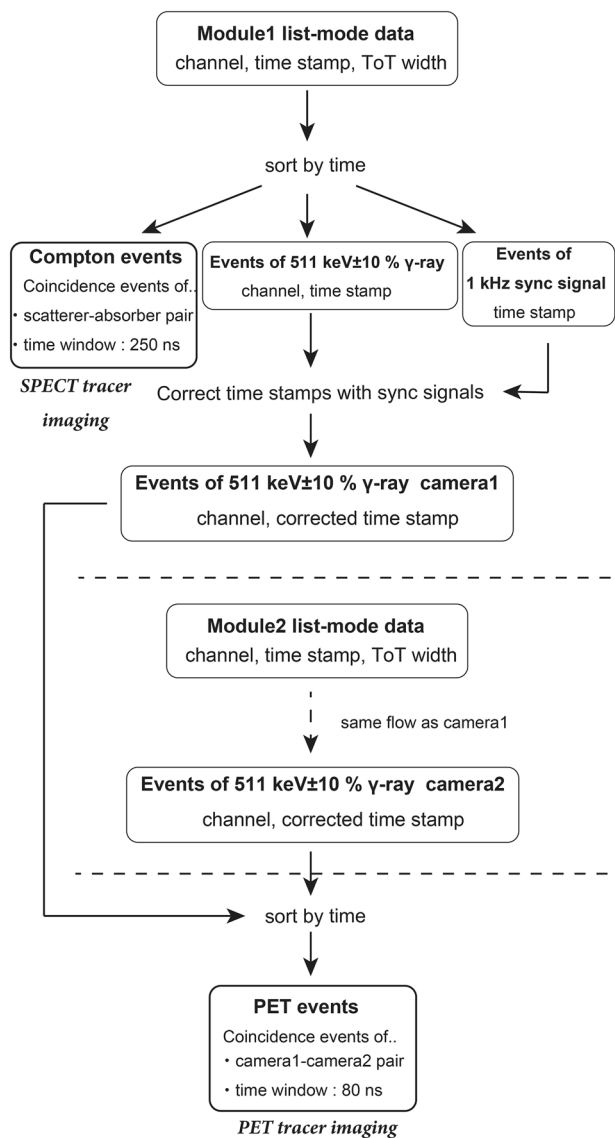 Module1 list-mode data
channel, time stamp, ToT width
sort by time
Compton events
Coincidence events of..
・scatterer-absorber pair
・time window : 250 ns
SPECT tracer
imaging
Events of 511 keV±10 % γ-ray
channel, time stamp
Events of
1 kHz sync signal
time stamp
Correct time stamps with sync signals
Events of 511 keV±10 % γ-ray camera1
channel, corrected time stamp
Module2 list-mode data
channel, time stamp, ToT width
same flow as camera1
Events of 511 keV±10 % γ-ray camera2
channel, corrected time stamp
sort by time
PET events
Coincidence events of..
・camera1-camera2 pair
・time window : 80 ns
PET tracer imaging